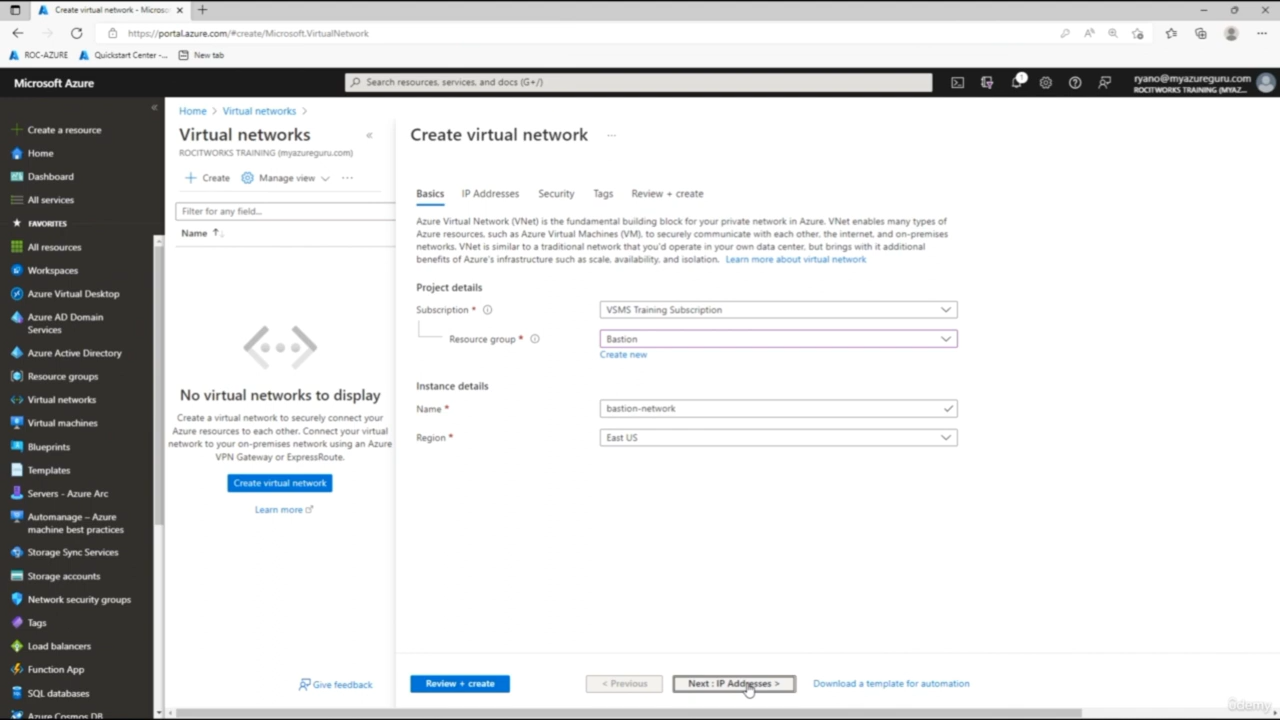 Create virtual network - Microso
https://portal.azure.com/#create/Microsoft.VirtualNetwork
ROC-AZURE
Quickstart Center -...
New tab
Microsoft Azure
Search resources, services, and docs (G+/)
1
ryano@myazureguru.com
ROCITWORKS TRAINING (MYAZ...
Create a resource
Home
Dashboard
All services
FAVORITES
All resources
Workspaces
Azure Virtual Desktop
Azure AD Domain
Services
Azure Active Directory
Resource groups
Virtual networks
Virtual machines
Blueprints
Templates
Servers - Azure Arc
Automanage – Azure
machine best practices
Storage Sync Services
Storage accounts
Network security groups
Tags
Load balancers
Function App
SQL databases
Azure Cosmos DB
Home > Virtual networks >
Virtual networks
ROCITWORKS TRAINING (myazureguru.com)
+ Create
Manage view
...
Filter for any field...
Name ↑↓
No virtual networks to display
Create a virtual network to securely connect your
Azure resources to each other. Connect your virtual
network to your on-premises network using an Azure
VPN Gateway or ExpressRoute.
Create virtual network
Learn more
Give feedback
Create virtual network ...
Basics
IP Addresses
Security
Tags
Review + create
Azure Virtual Network (VNet) is the fundamental building block for your private network in Azure. VNet enables many types of
Azure resources, such as Azure Virtual Machines (VM), to securely communicate with each other, the internet, and on-premises
networks. VNet is similar to a traditional network that you'd operate in your own data center, but brings with it additional
benefits of Azure's infrastructure such as scale, availability, and isolation. Learn more about virtual network
Project details
Subscription *
VSMS Training Subscription
Resource group *
Bastion
Create new
Instance details
Name *
bastion-network
Region *
East US
Review + create
< Previous
Next : IP Addresses >
Download a template for automation
ûdemy